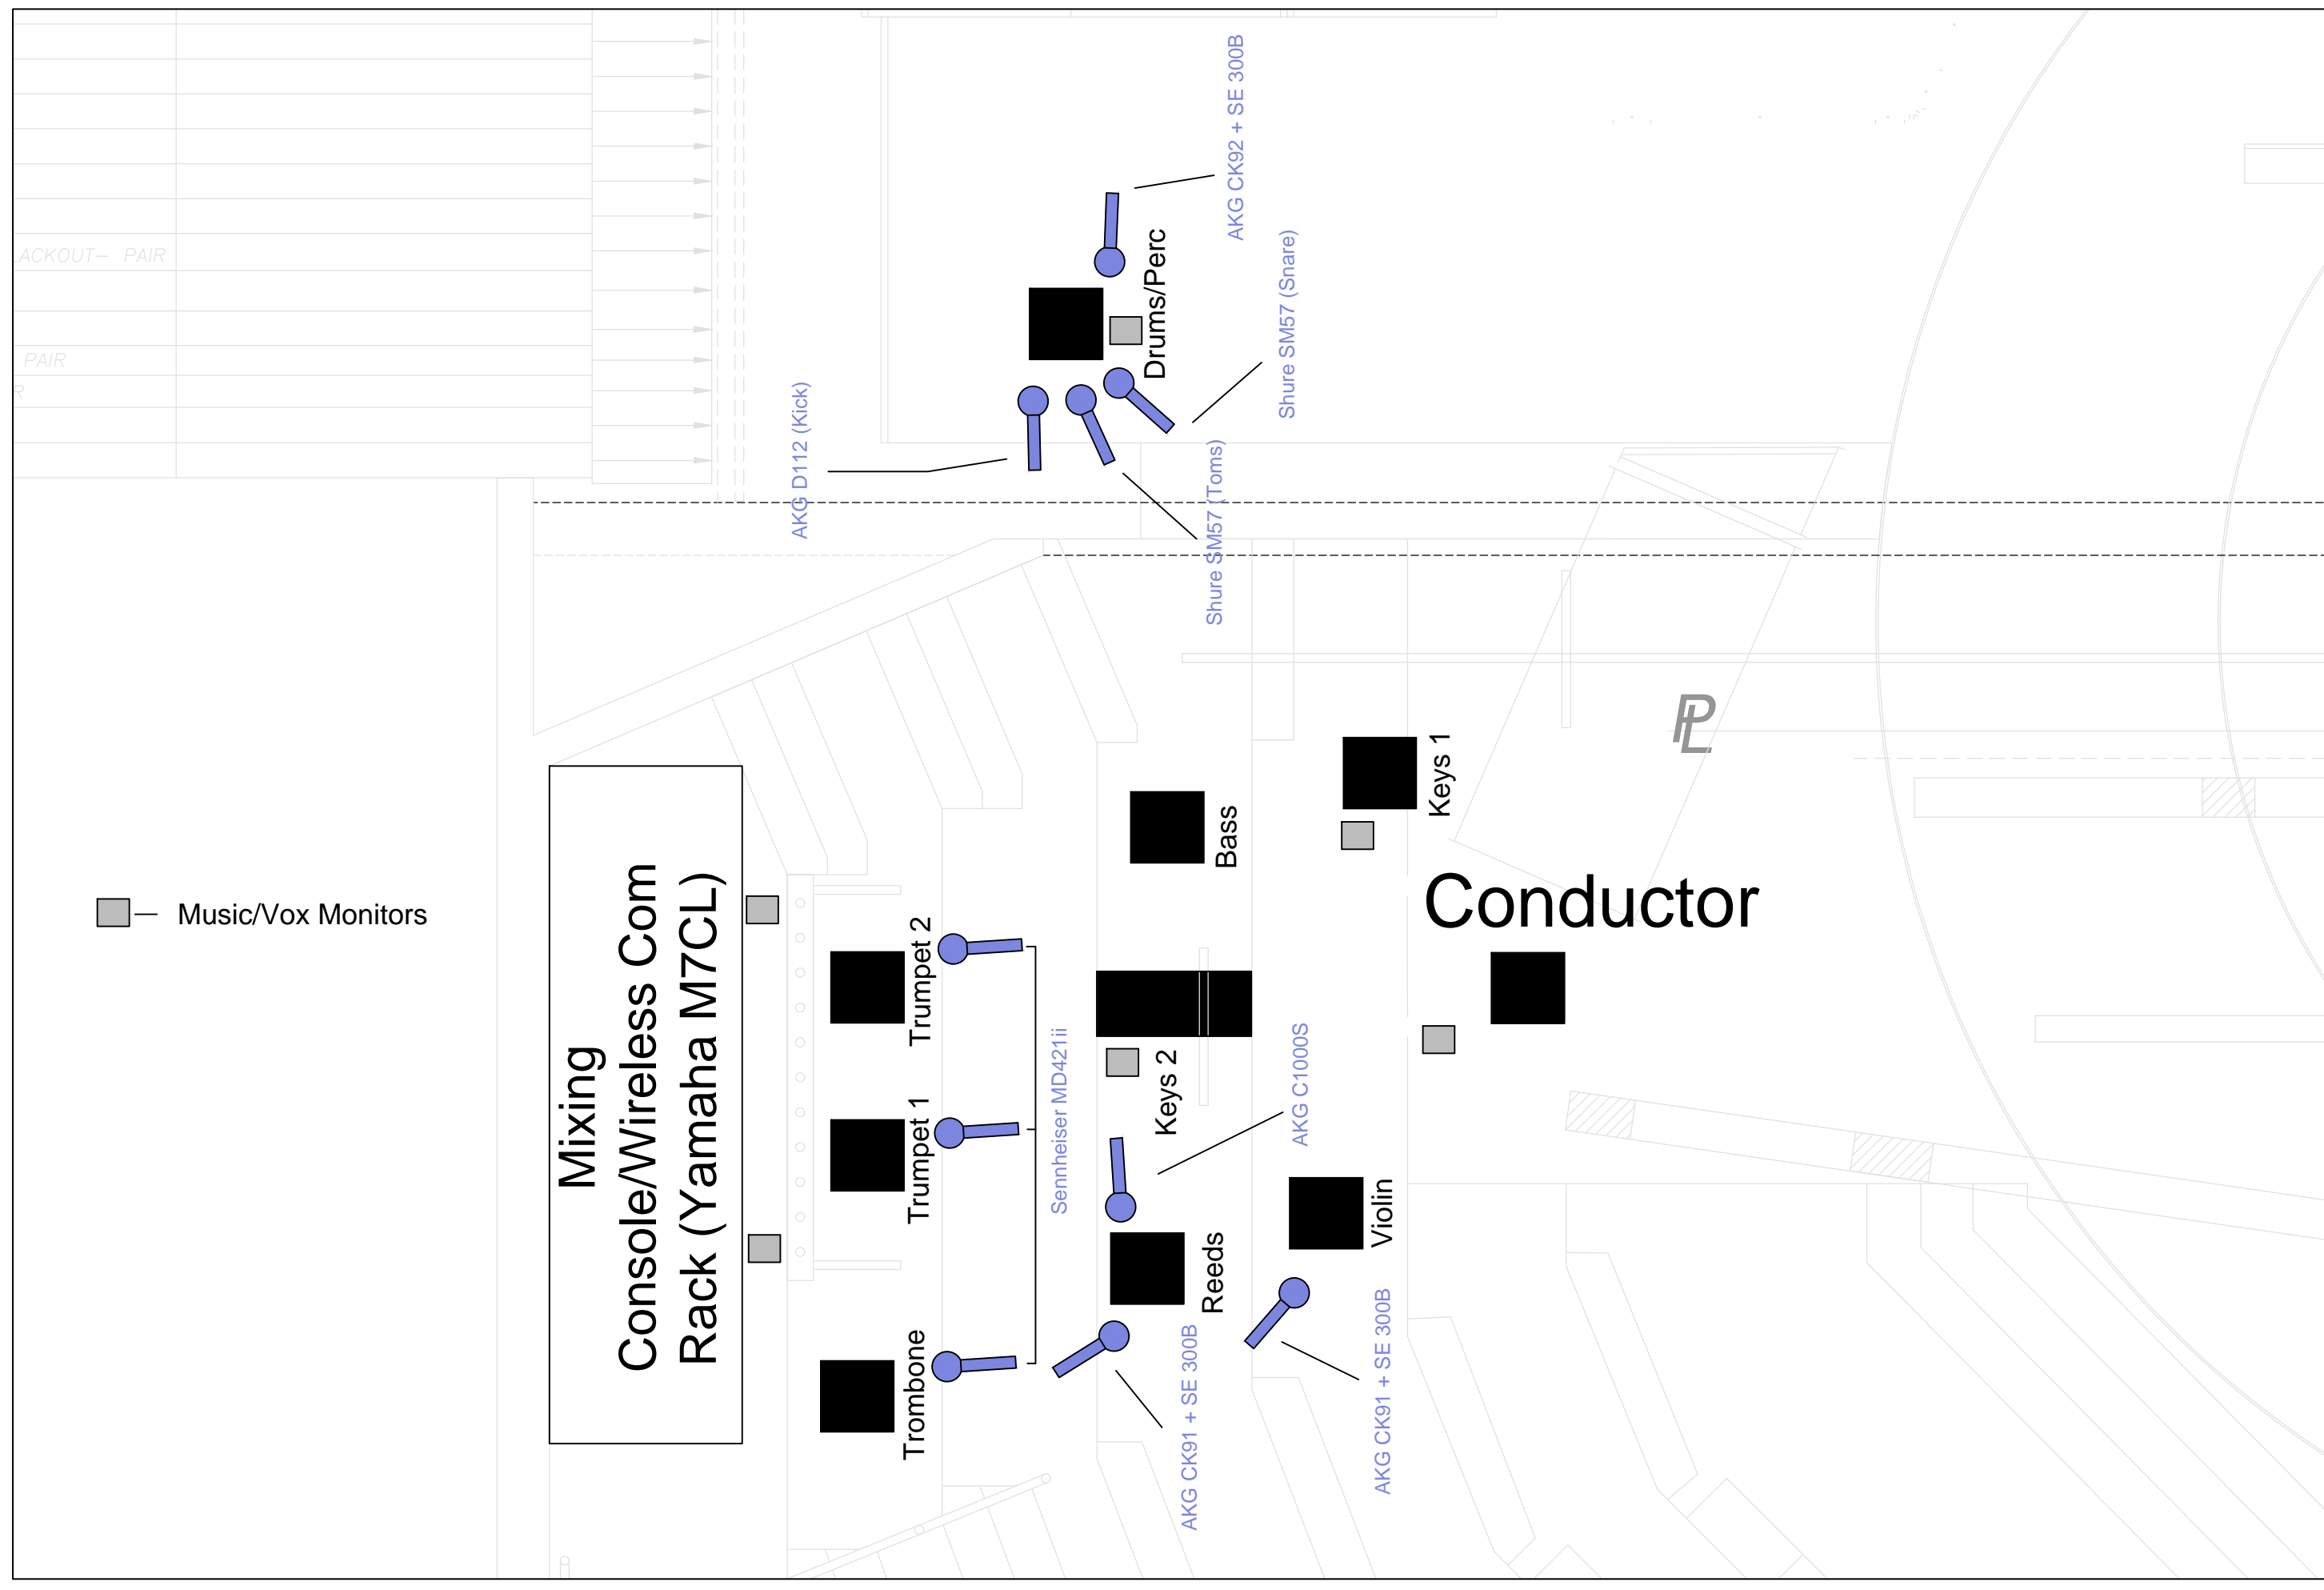 LACKOUT- PAIR
PAIR
R
AKG CK92 + SE 300B
Drums/Perc
Shure SM57 (Snare)
AKG D112 (Kick)
Shure SM57 (Toms)
PL
Keys 1
Bass
Conductor
Music/Vox Monitors
Mixing
Console/Wireless Com
Rack (Yamaha M7CL)
Trumpet 2
Trumpet 1
Trombone
Sennheiser MD421ii
Keys 2
AKG C1000S
Reeds
Violin
AKG CK91 + SE 300B
AKG CK91 + SE 300B